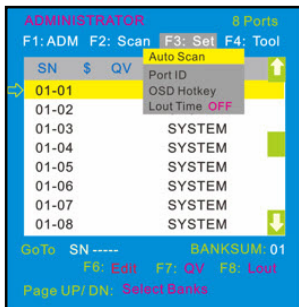 ADMINISTRATOR 8 Ports
F1: ADM F2: Scan F3: Set F4: Tool
SN $ QV
Auto Scan
Port ID
OSD Hotkey
Lout Time OFF
01-01
01-02
01-03 SYSTEM
01-04 SYSTEM
01-05 SYSTEM
01-06 SYSTEM
01-07 SYSTEM
01-08 SYSTEM
GoTo SN ----- BANKSUM: 01
F6: Edit F7: QV F8: Lout
Page UP/ DN: Select Banks